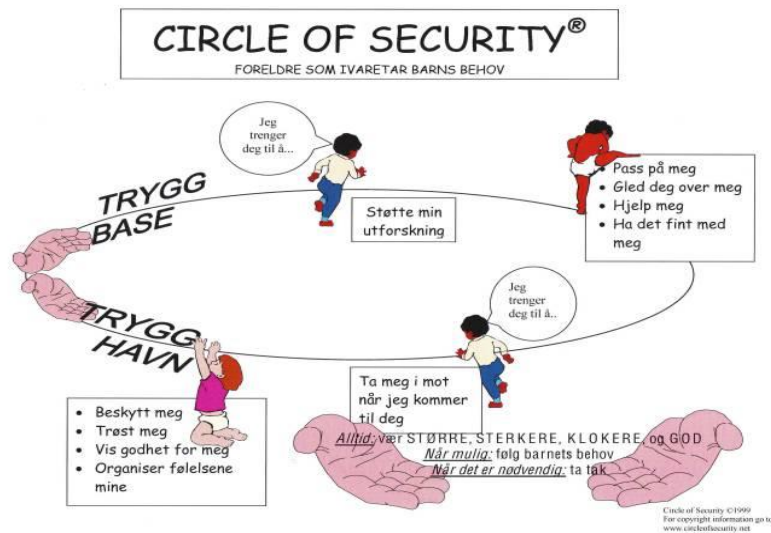 CIRCLE OF SECURITY®
FORELDRE SOM IVARETAR BARNS BEHOV
Jeg
trenger
deg til å...
TRYGG
BASE
Støtte min
utforskning
• Pass på meg
• Gled deg over meg
• Hjelp meg
• Ha det fint med
meg
Jeg
trenger
deg til å..
TRYGG
HAVN
Ta meg i mot
når jeg kommer
til deg
• Beskytt meg
• Trøst meg
• Vis godhet for meg
• Organiser følelsene
mine
Alltid: vær STØRRE, STERKERE, KLOKERE, og GOD
Når mulig: følg barnets behov
Når det er nødvendig: ta tak
Circle of Security ©1999
For copyright information go to
www.circleofsecurity.net